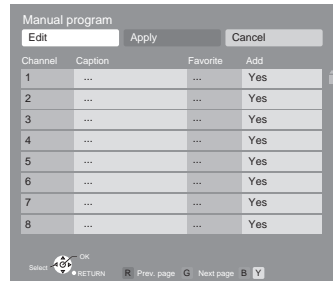 Manual program
Edit Apply Cancel
Channel Caption Favorite Add
1 ... ... Yes
2 ... ... Yes
3 ... ... Yes
4 ... ... Yes
5 ... ... Yes
6 ... ... Yes
7 ... ... Yes
8 ... ... Yes
OK
Select
RETURN R Prev. page G Next page B Y